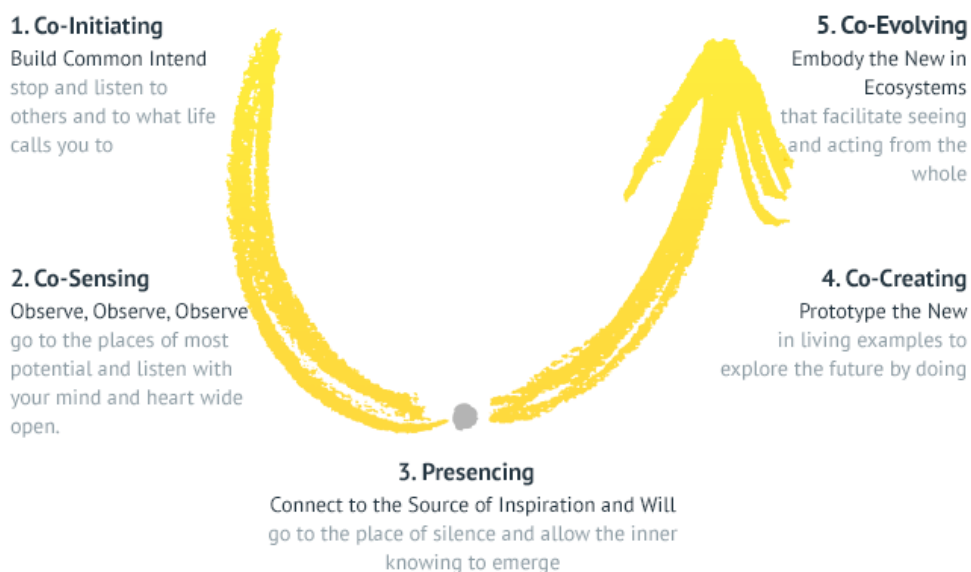 1. Co-Initiating
Build Common Intend
stop and listen to
others and to what life
calls you to
2. Co-Sensing
Observe, Observe, Observe
go to the places of most
potential and listen with
your mind and heart wide
open.
3. Presencing
Connect to the Source of Inspiration and Will
go to the place of silence and allow the inner
knowing to emerge
4. Co-Creating
Prototype the New
in living examples to
explore the future by doing
5. Co-Evolving
Embody the New in
Ecosystems
that facilitate seeing
and acting from the
whole